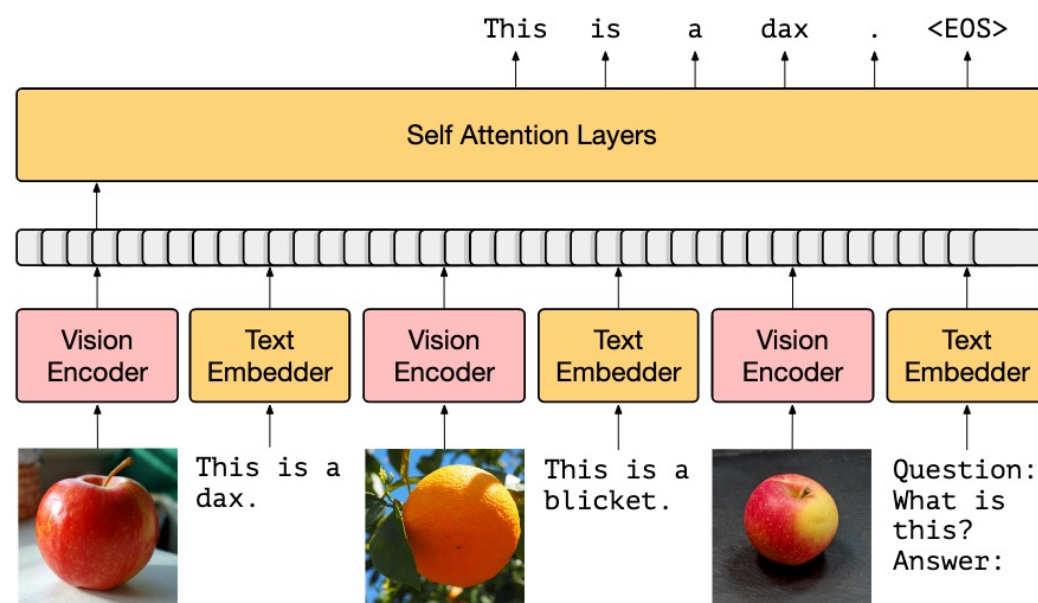 This is a dax . <EOS>
Self Attention Layers
Vision
Encoder
Text
Embedder
Vision
Encoder
Text
Embedder
Vision
Encoder
Text
Embedder
This is a
dax.
This is a
blicket.
Question:
What is
this?
Answer: